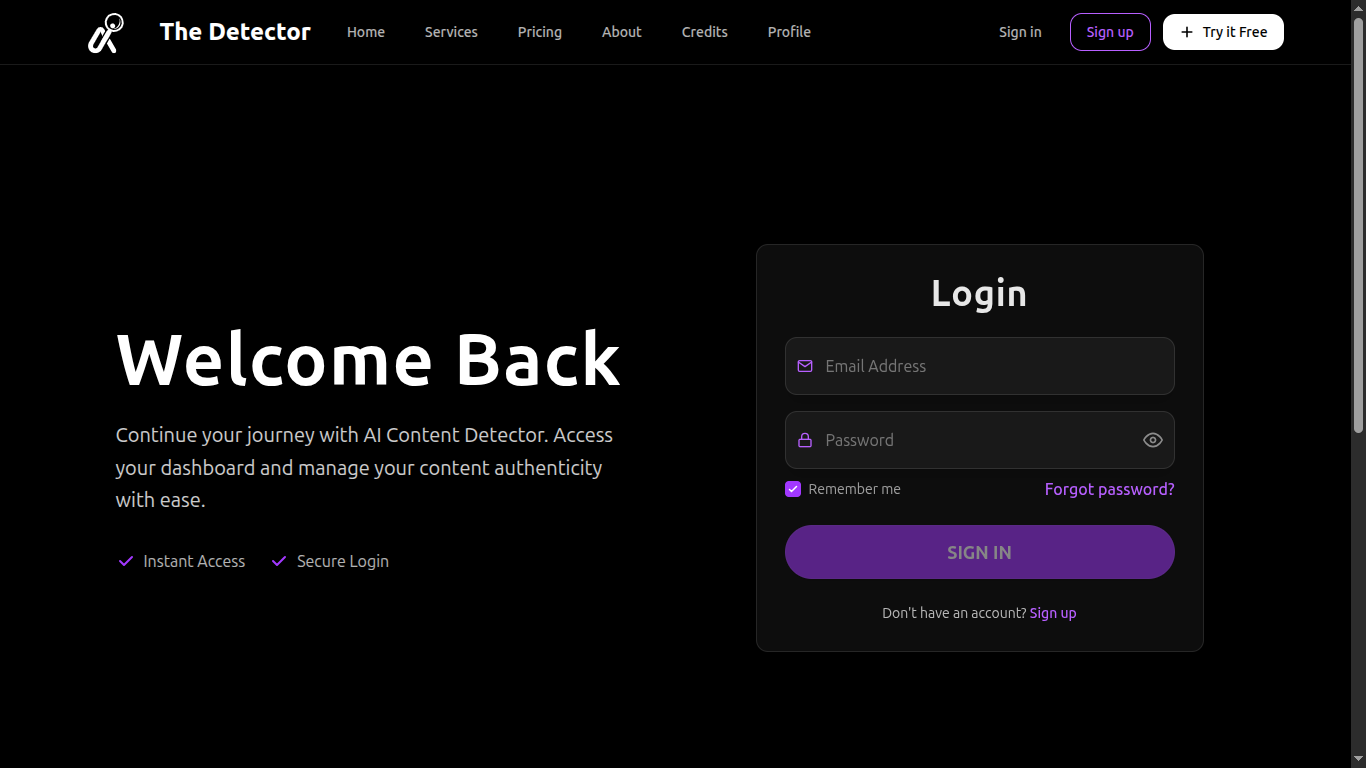 The Detector
Home
Services
Pricing
About
Credits
Profile
Sign in
Sign up
Try it Free
Welcome Back
Continue your journey with AI Content Detector. Access
your dashboard and manage your content authenticity
with ease.
Instant Access
Secure Login
Login
Email Address
Password
Remember me
Forgot password?
SIGN IN
Don't have an account? Sign up